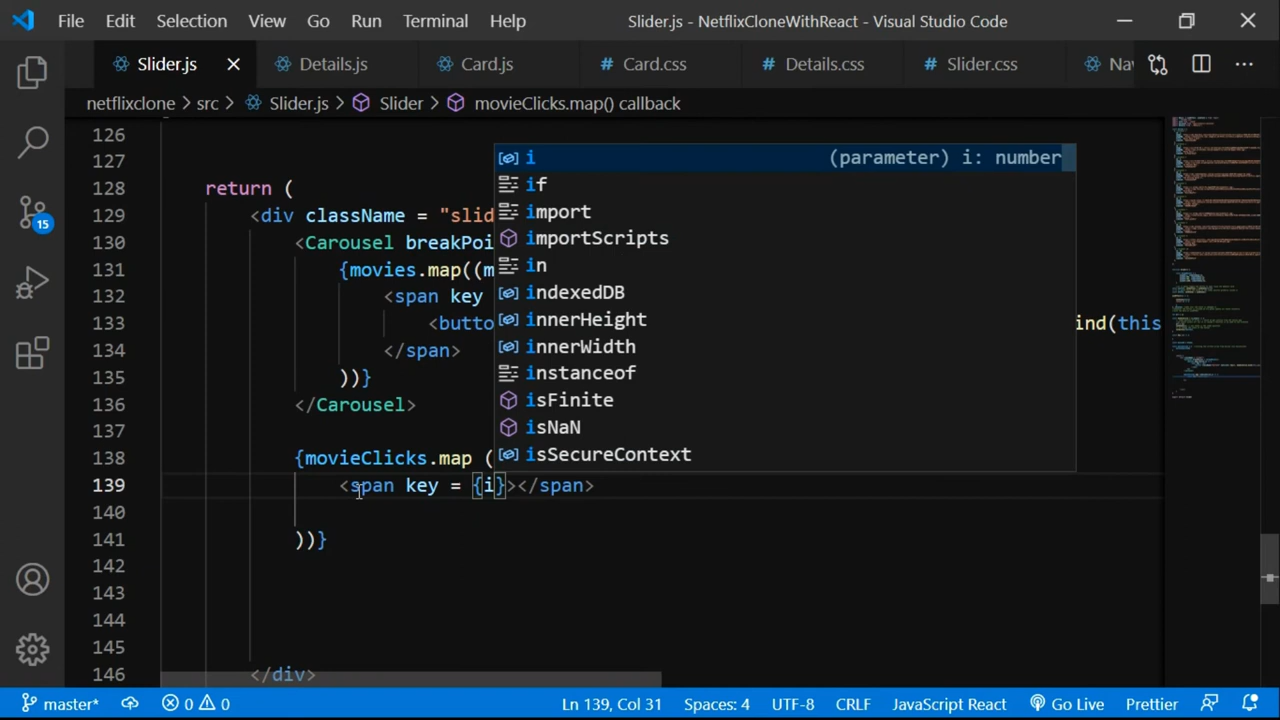 File Edit Selection View Go Run Terminal Help Slider.js - NetflixCloneWithReact - Visual Studio Code
Slider.js Details.js Card.js # Card.css # Details.css # Slider.css Na
netflixclone > src > Slider.js > Slider > movieClicks.map() callback
126
127 i (parameter) i: number
128 return ( if
129 <div className = "slid import
130 <Carousel breakPoi importScripts
131 {movies.map((m in
132 <span key indexedDB
133 <butto innerHeight ind(this
134 </span> innerWidth
135 ))} instanceof
136 </Carousel> isFinite
137 isNaN
138 {movieClicks.map ( isSecureContext
139 <span key = {i}></span>
140
141 ))}
142
143
144
145
146 </div>
15
master* 0 0 Ln 139, Col 31 Spaces: 4 UTF-8 CRLF JavaScript React Go Live Prettier